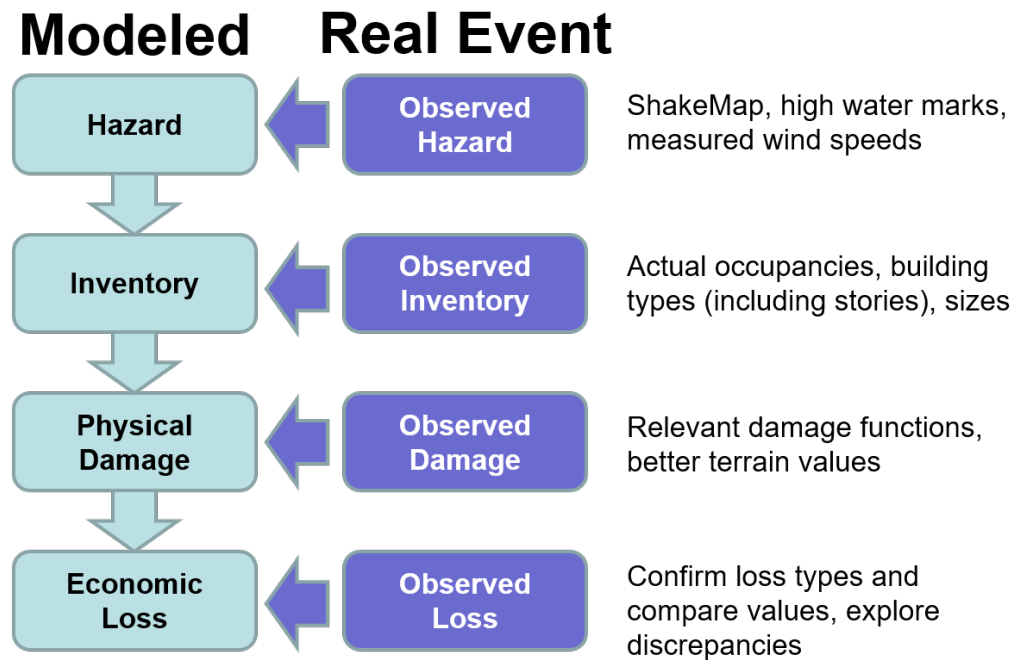 Modeled
Real Event
Hazard
Observed
Hazard
ShakeMap, high water marks,
measured wind speeds
Inventory
Observed
Inventory
Actual occupancies, building
types (including stories), sizes
Physical
Damage
Observed
Damage
Relevant damage functions,
better terrain values
Economic
Loss
Observed
Loss
Confirm loss types and
compare values, explore
discrepancies